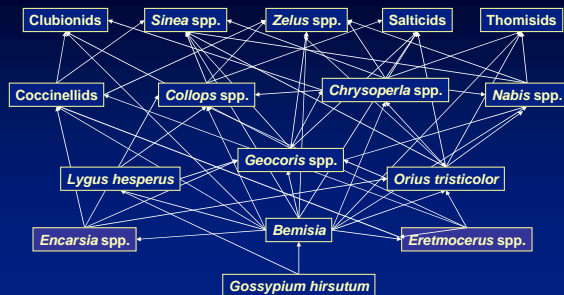 Clubionids
Sinea spp.
Zelus spp.
Salticids
Thomisids
Coccinellids
Collops spp.
Chrysoperla spp.
Nabis spp.
Geocoris spp.
Lygus hesperus
Orius tristicolor
Encarsia spp.
Bemisia
Eretmocerus spp.
Gossypium hirsutum